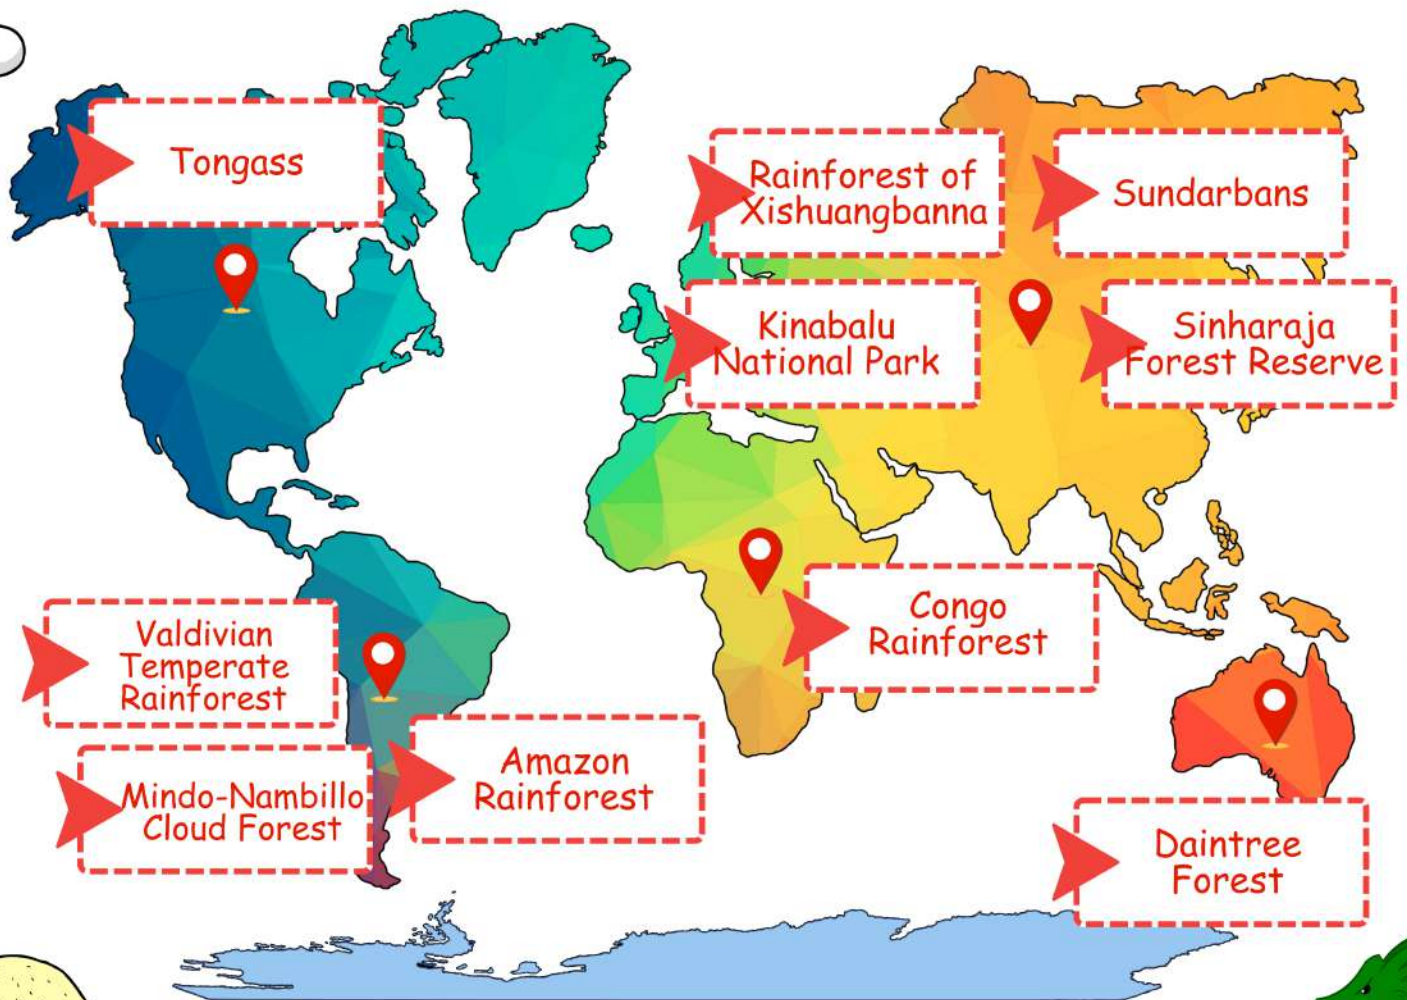 Tongass
Rainforest of
Xishuangbanna
Sundarbans
Kinabalu
National Park
Sinharaja
Forest Reserve
Congo
Rainforest
Valdivian
Temperate
Rainforest
Amazon
Rainforest
Mindo-Nambillo
Cloud Forest
Daintree
Forest